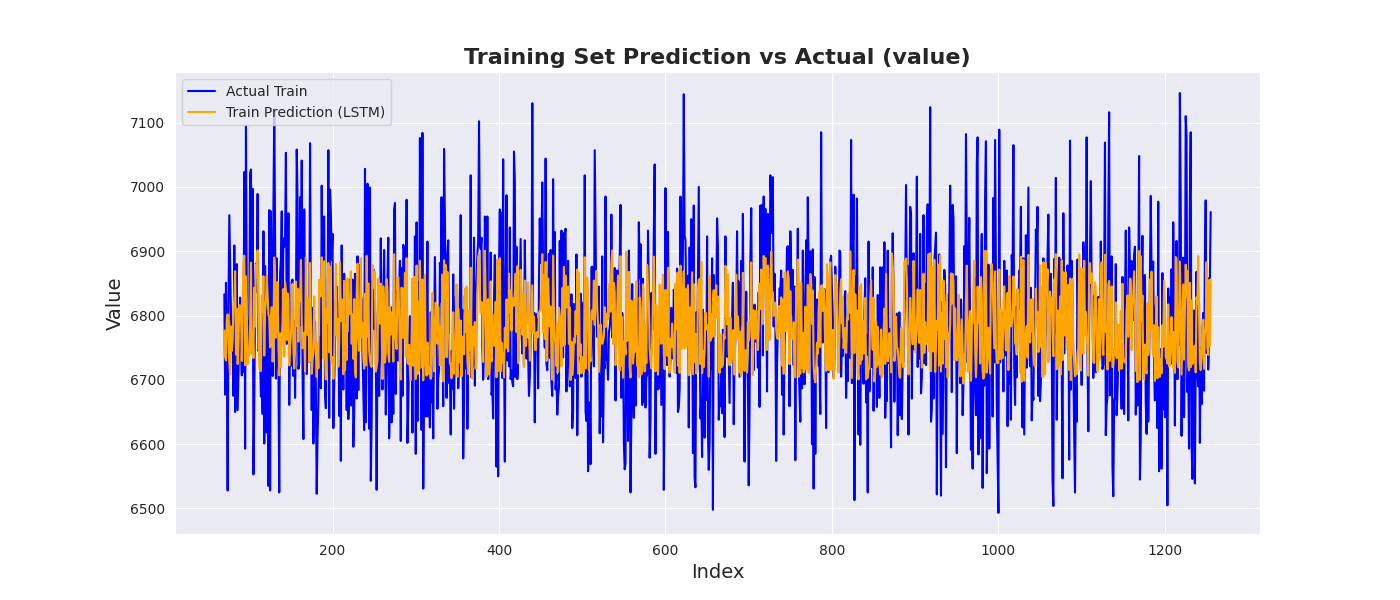 Training Set Prediction vs Actual (value)
Actual Train
Train Prediction (LSTM)
Value
7100
7000
6900
6800
6700
6600
6500
200 400 600 800 1000 1200
Index